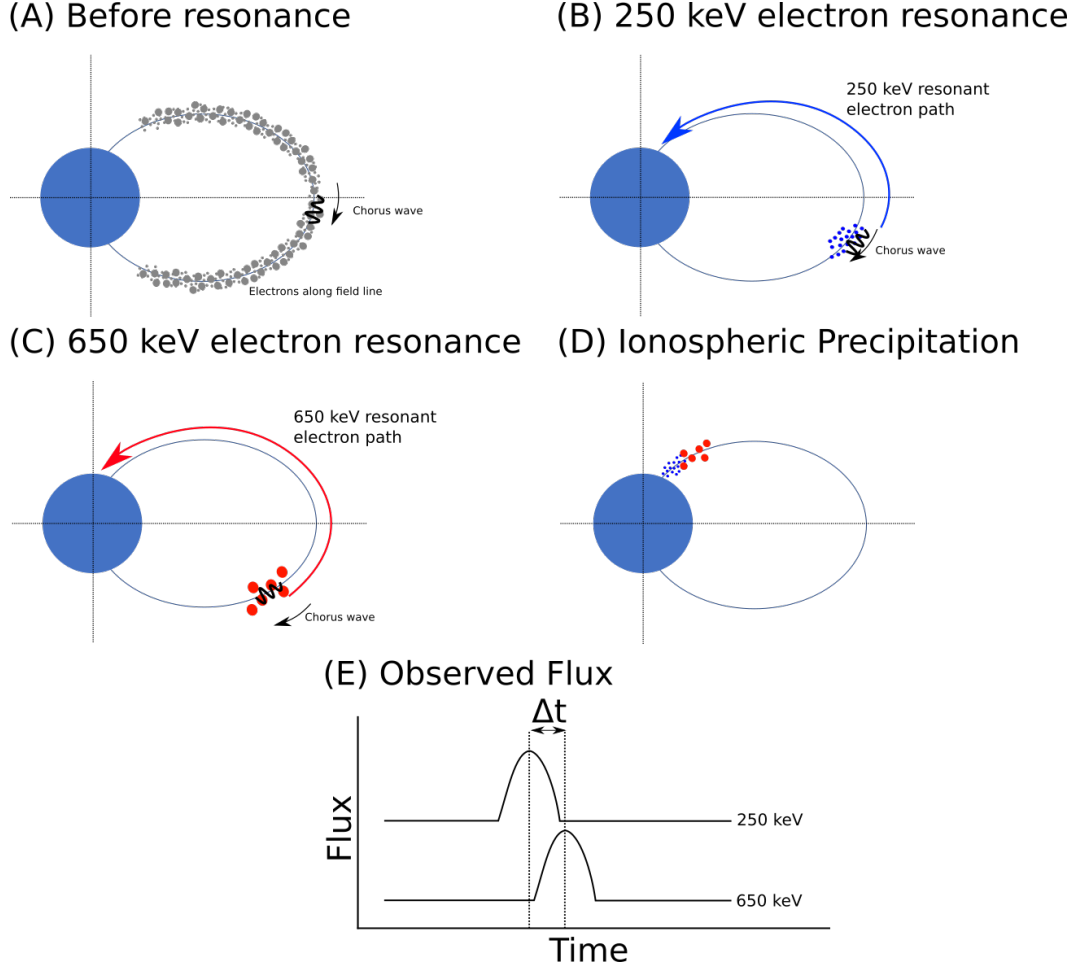 (A) Before resonance
Chorus wave
Electrons along field line
(B) 250 keV electron resonance
250 keV resonant
electron path
Chorus wave
(C) 650 keV electron resonance
650 keV resonant
electron path
Chorus wave
(D) Ionospheric Precipitation
(E) Observed Flux
Δt
Flux
250 keV
650 keV
Time